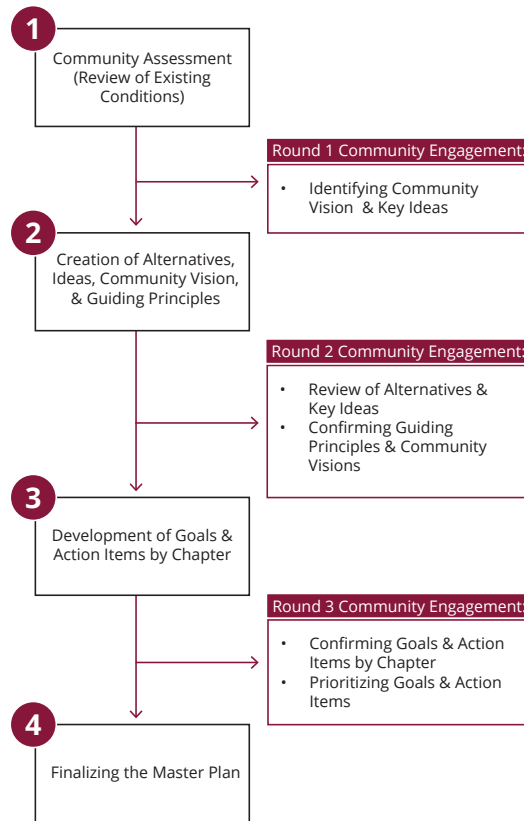 1
Community Assessment
(Review of Existing
Conditions)
Round 1 Community Engagement:
• Identifying Community
Vision & Key Ideas
2
Creation of Alternatives,
Ideas, Community Vision,
& Guiding Principles
Round 2 Community Engagement:
• Review of Alternatives &
Key Ideas
• Confirming Guiding
Principles & Community
Visions
3
Development of Goals &
Action Items by Chapter
Round 3 Community Engagement:
• Confirming Goals & Action
Items by Chapter
• Prioritizing Goals & Action
Items
4
Finalizing the Master Plan